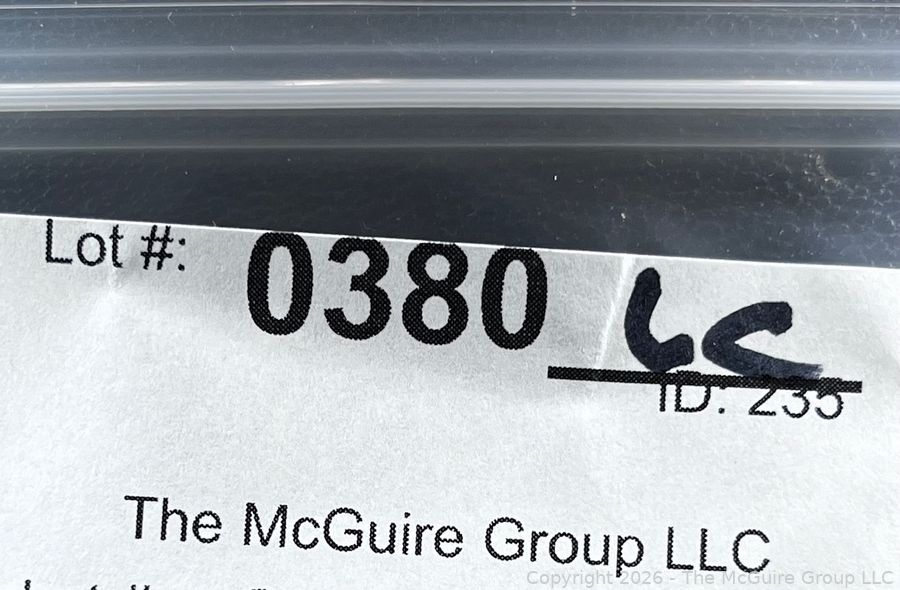 Lot #: 0380 LC
ID: 235
The McGuire Group LLC
Copyright 2026 - The McGuire Group LLC